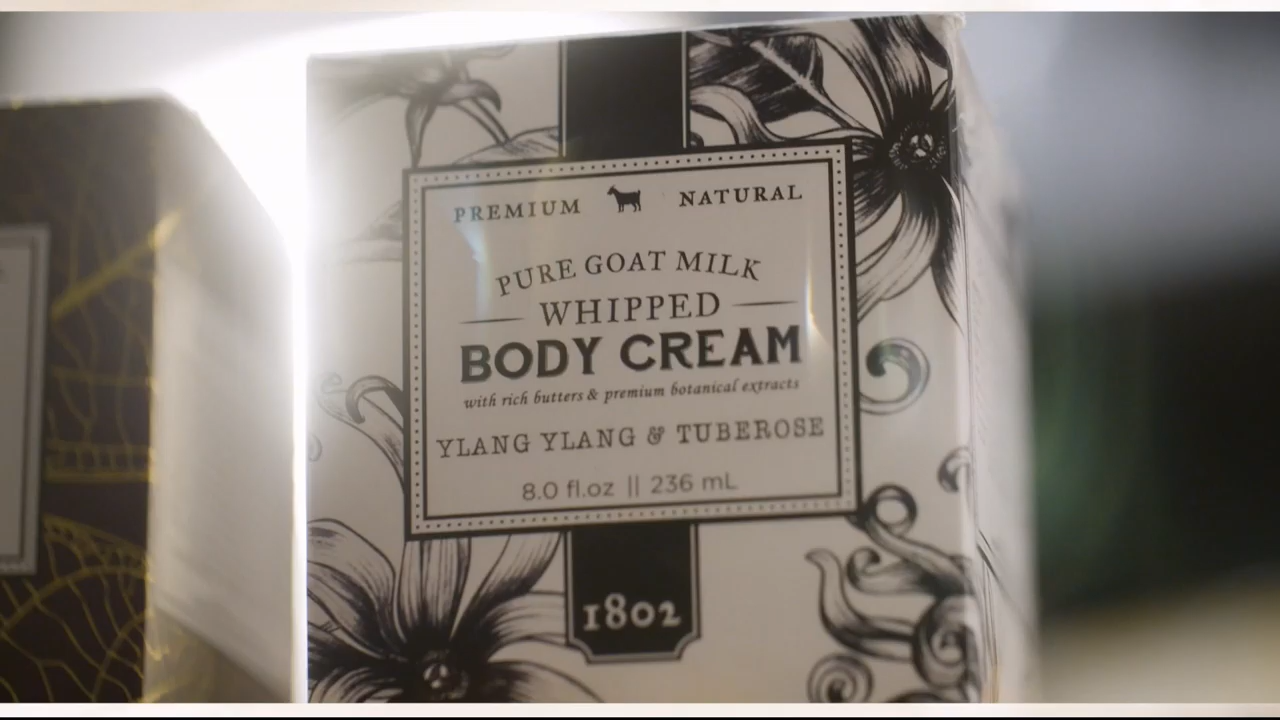 PREMIUM NATURAL
PURE GOAT MILK
WHIPPED
BODY CREAM
with rich butters & premium botanical extracts
YLANG YLANG & TUBEROSE
8.0 fl.oz || 236 mL
1802